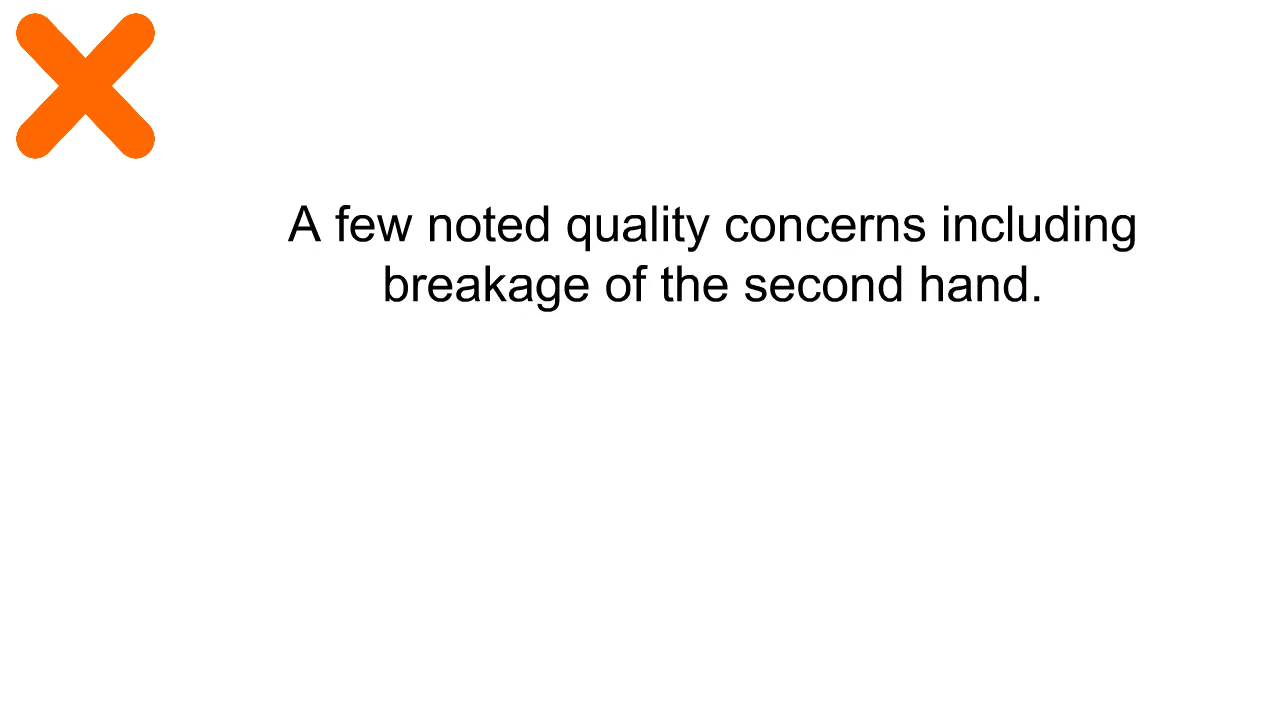 A few noted quality concerns including
breakage of the second hand.